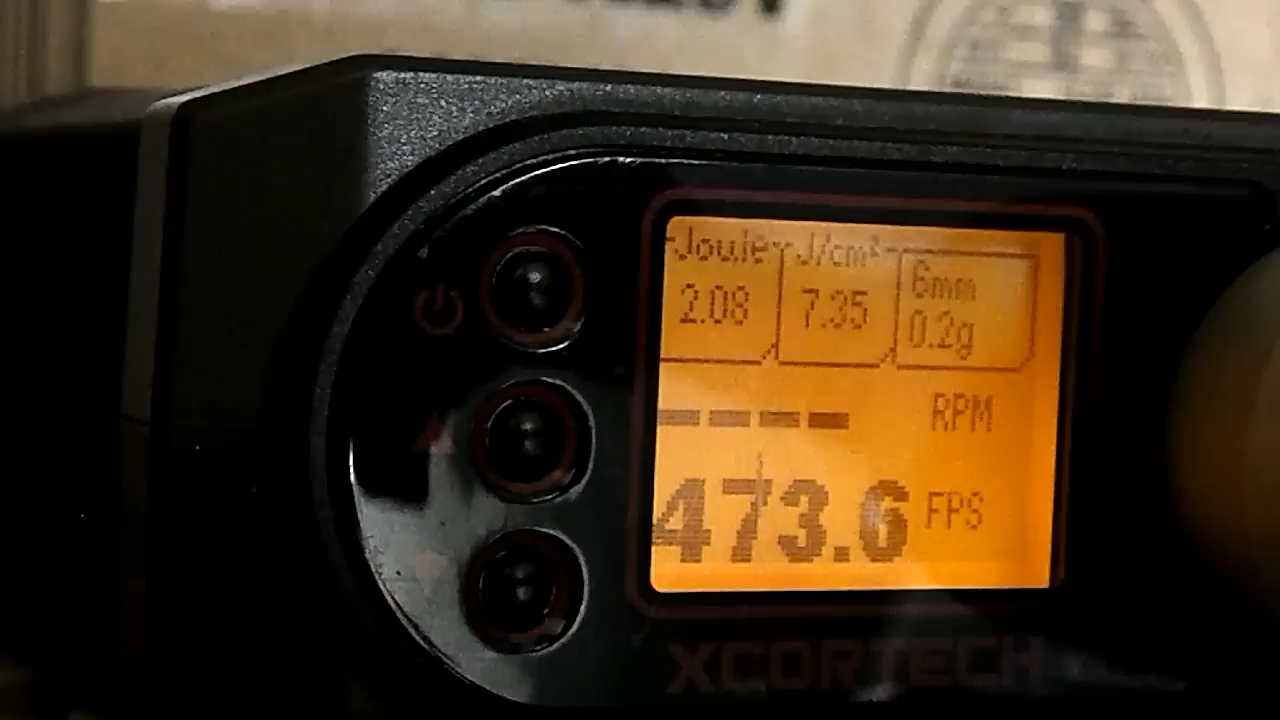 Joule J/cm² 6mm
2.08 7.35 0.2g
---- RPM
473.6 FPS
XCORTECH